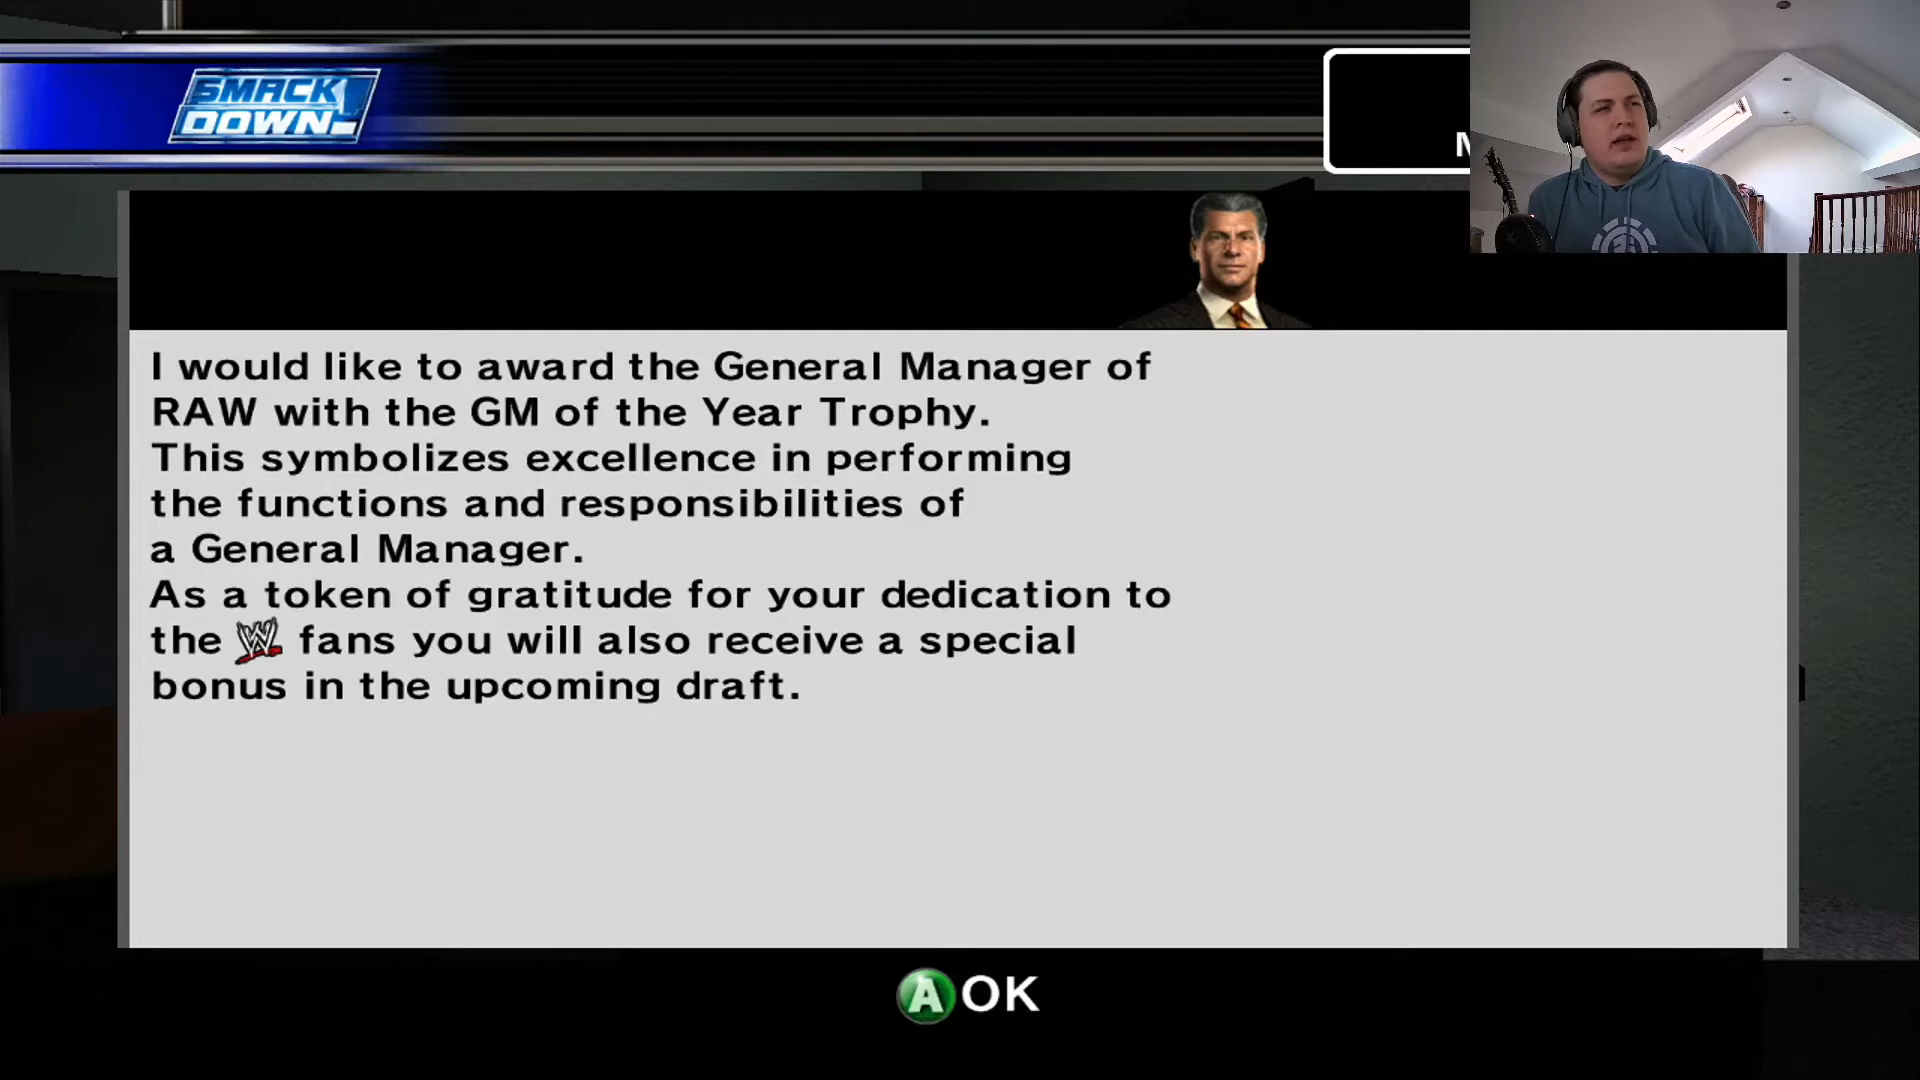 SMACK
DOWN!
I would like to award the General Manager of
RAW with the GM of the Year Trophy.
This symbolizes excellence in performing
the functions and responsibilities of
a General Manager.
As a token of gratitude for your dedication to
the W fans you will also receive a special
bonus in the upcoming draft.
A OK